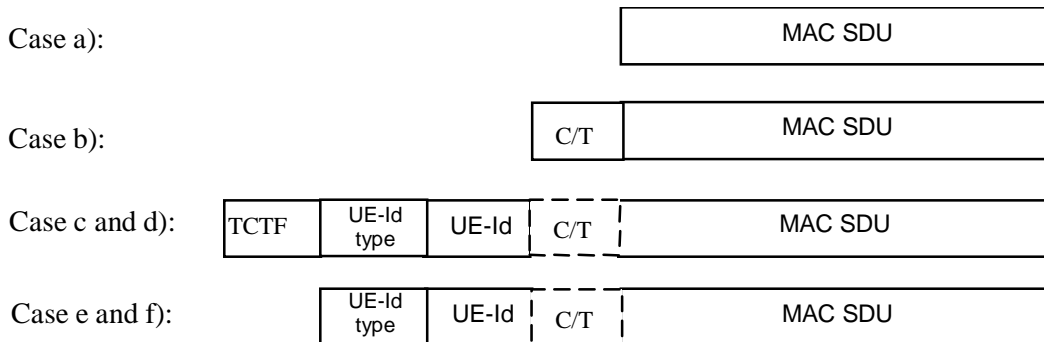 Case a): MAC SDU
Case b): C/T MAC SDU
Case c and d): TCTF UE-Id type UE-Id C/T MAC SDU
Case e and f): UE-Id type UE-Id C/T MAC SDU